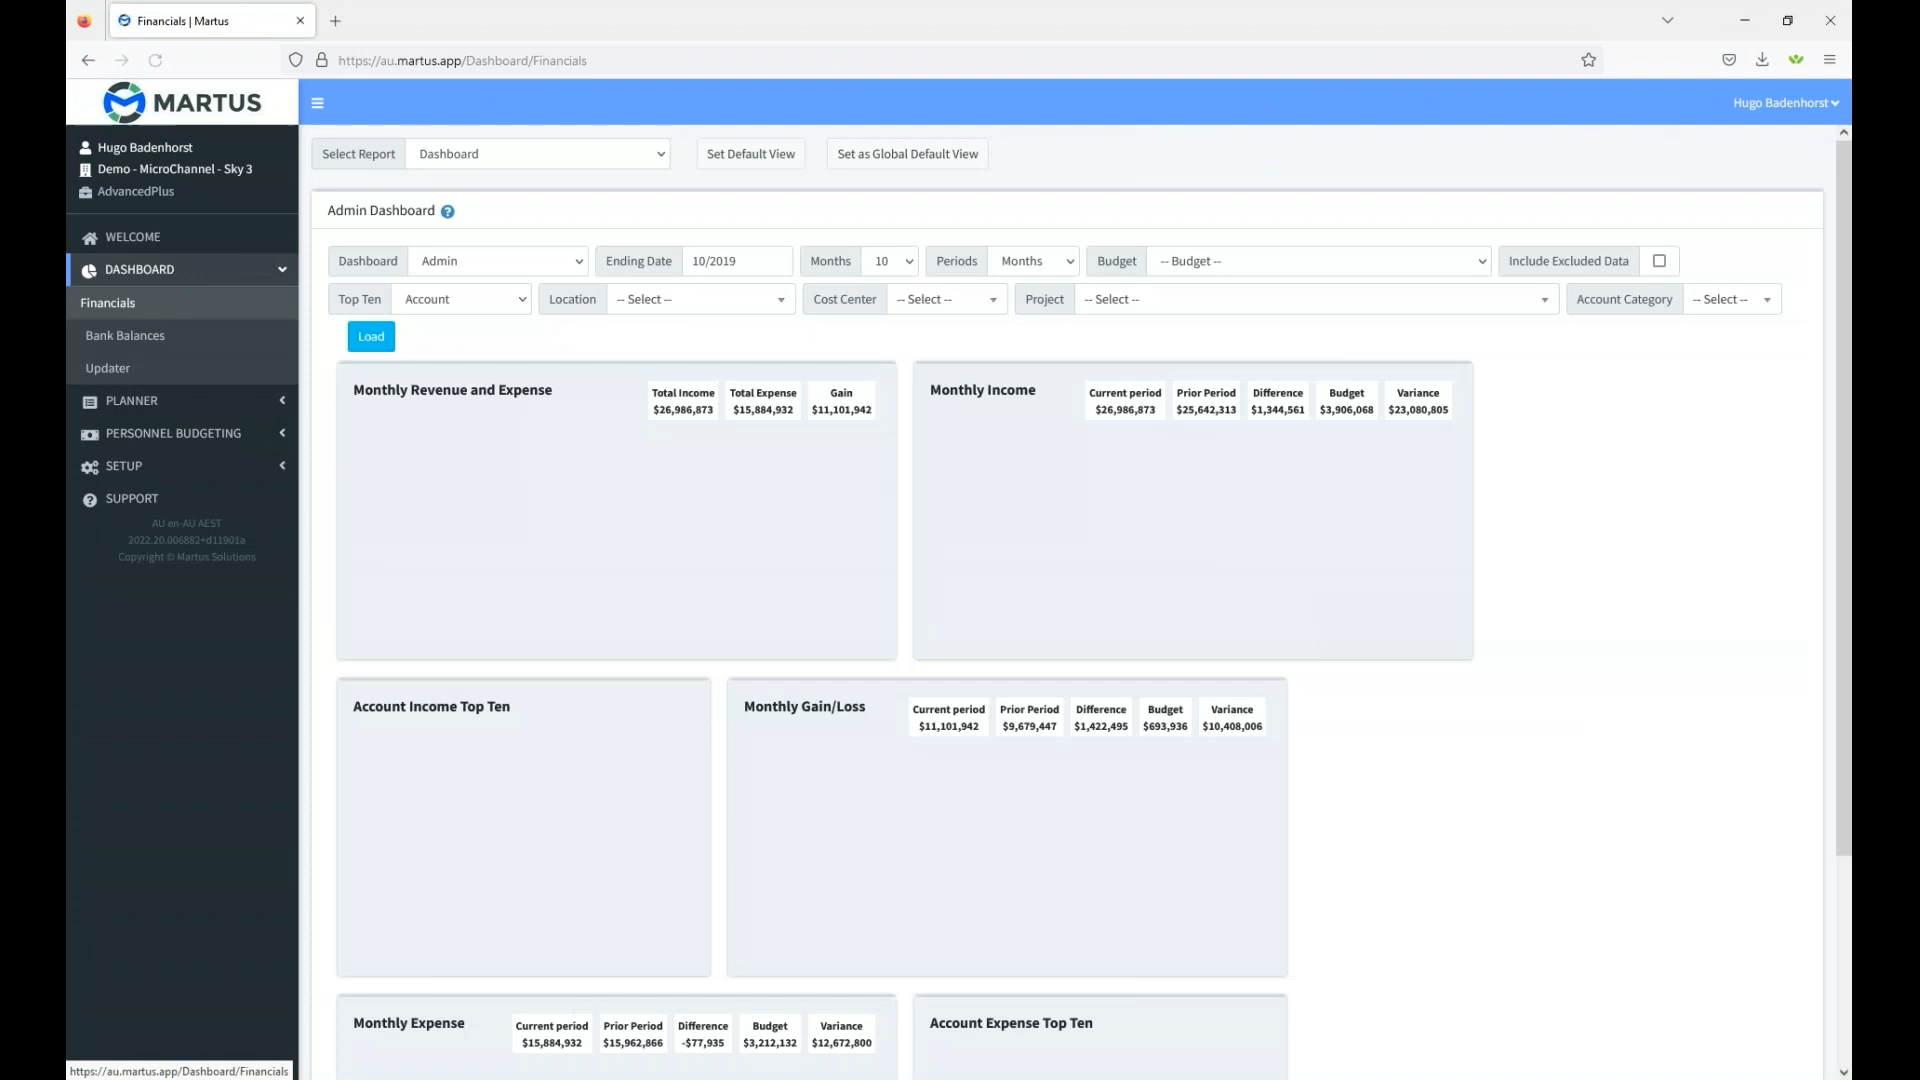 Financials | Martus
https://au.martus.app/Dashboard/Financials
MARTUS
Hugo Badenhorst
Hugo Badenhorst
Demo - MicroChannel - Sky 3
AdvancedPlus
WELCOME
DASHBOARD
Financials
Bank Balances
Updater
PLANNER
PERSONNEL BUDGETING
SETUP
SUPPORT
AU en-AU AEST
2022.20.006882+d11901a
Copyright © Martus Solutions
https://au.martus.app/Dashboard/Financials
Select Report Dashboard Set Default View Set as Global Default View
Admin Dashboard ?
Dashboard Admin Ending Date 10/2019 Months 10 Periods Months Budget -- Budget -- Include Excluded Data
Top Ten Account Location -- Select -- Cost Center -- Select -- Project -- Select -- Account Category -- Select --
Load
Monthly Revenue and Expense
Total Income Total Expense Gain
$26,986,873 $15,884,932 $11,101,942
Monthly Income
Current period Prior Period Difference Budget Variance
$26,986,873 $25,642,313 $1,344,561 $3,906,068 $23,080,805
Account Income Top Ten
Monthly Gain/Loss
Current period Prior Period Difference Budget Variance
$11,101,942 $9,679,447 $1,422,495 $693,936 $10,408,006
Monthly Expense
Current period Prior Period Difference Budget Variance
$15,884,932 $15,962,866 -$77,935 $3,212,132 $12,672,800
Account Expense Top Ten